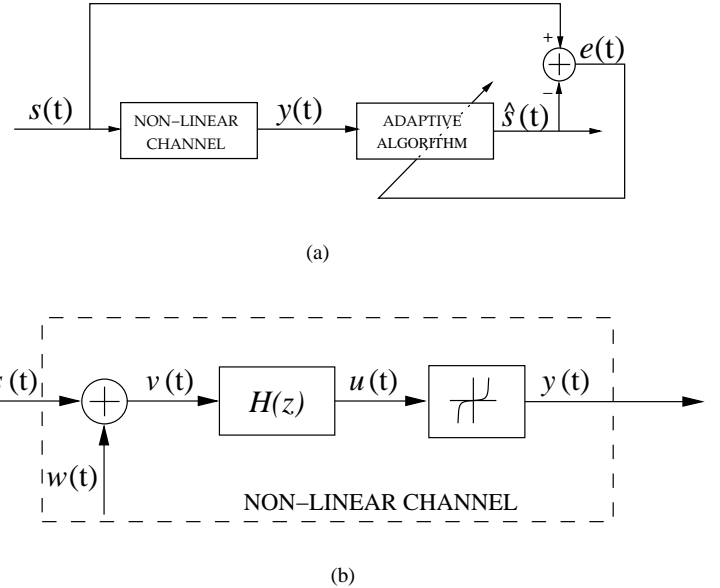 +
e(t)
s(t)
NON–LINEAR
CHANNEL
y(t)
ADAPTIVE
ALGORITHM
ŝ(t)
−
(a)
(t)
v(t)
H(z)
u(t)
y(t)
w(t)
NON–LINEAR CHANNEL
(b)